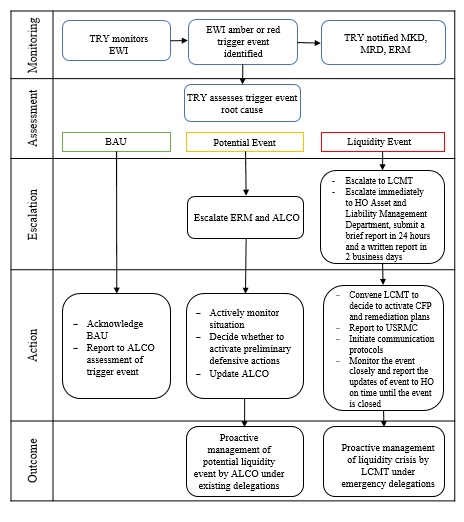 Monitoring
TRY monitors
EWI
EWI amber or red
trigger event
identified
TRY notified MKD,
MRD, ERM
Assessment
TRY assesses trigger event
root cause
BAU
Potential Event
Liquidity Event
Escalation
Escalate ERM and ALCO
- Escalate to LCMT
- Escalate immediately
to HO Asset and
Liability Management
Department, submit a
brief report in 24 hours
and a written report in
2 business days
Action
- Acknowledge
BAU
- Report to ALCO
assessment of
trigger event
- Actively monitor
situation
- Decide whether to
activate preliminary
defensive actions
- Update ALCO
- Convene LCMT to
decide to activate CFP
and remediation plans
- Report to USRMC
- Initiate communication
protocols
- Monitor the event
closely and report the
updates of event to HO
on time until the event
is closed
Outcome
Proactive
management of
potential liquidity
event by ALCO under
existing delegations
Proactive management
of liquidity crisis by
LCMT under
emergency delegations